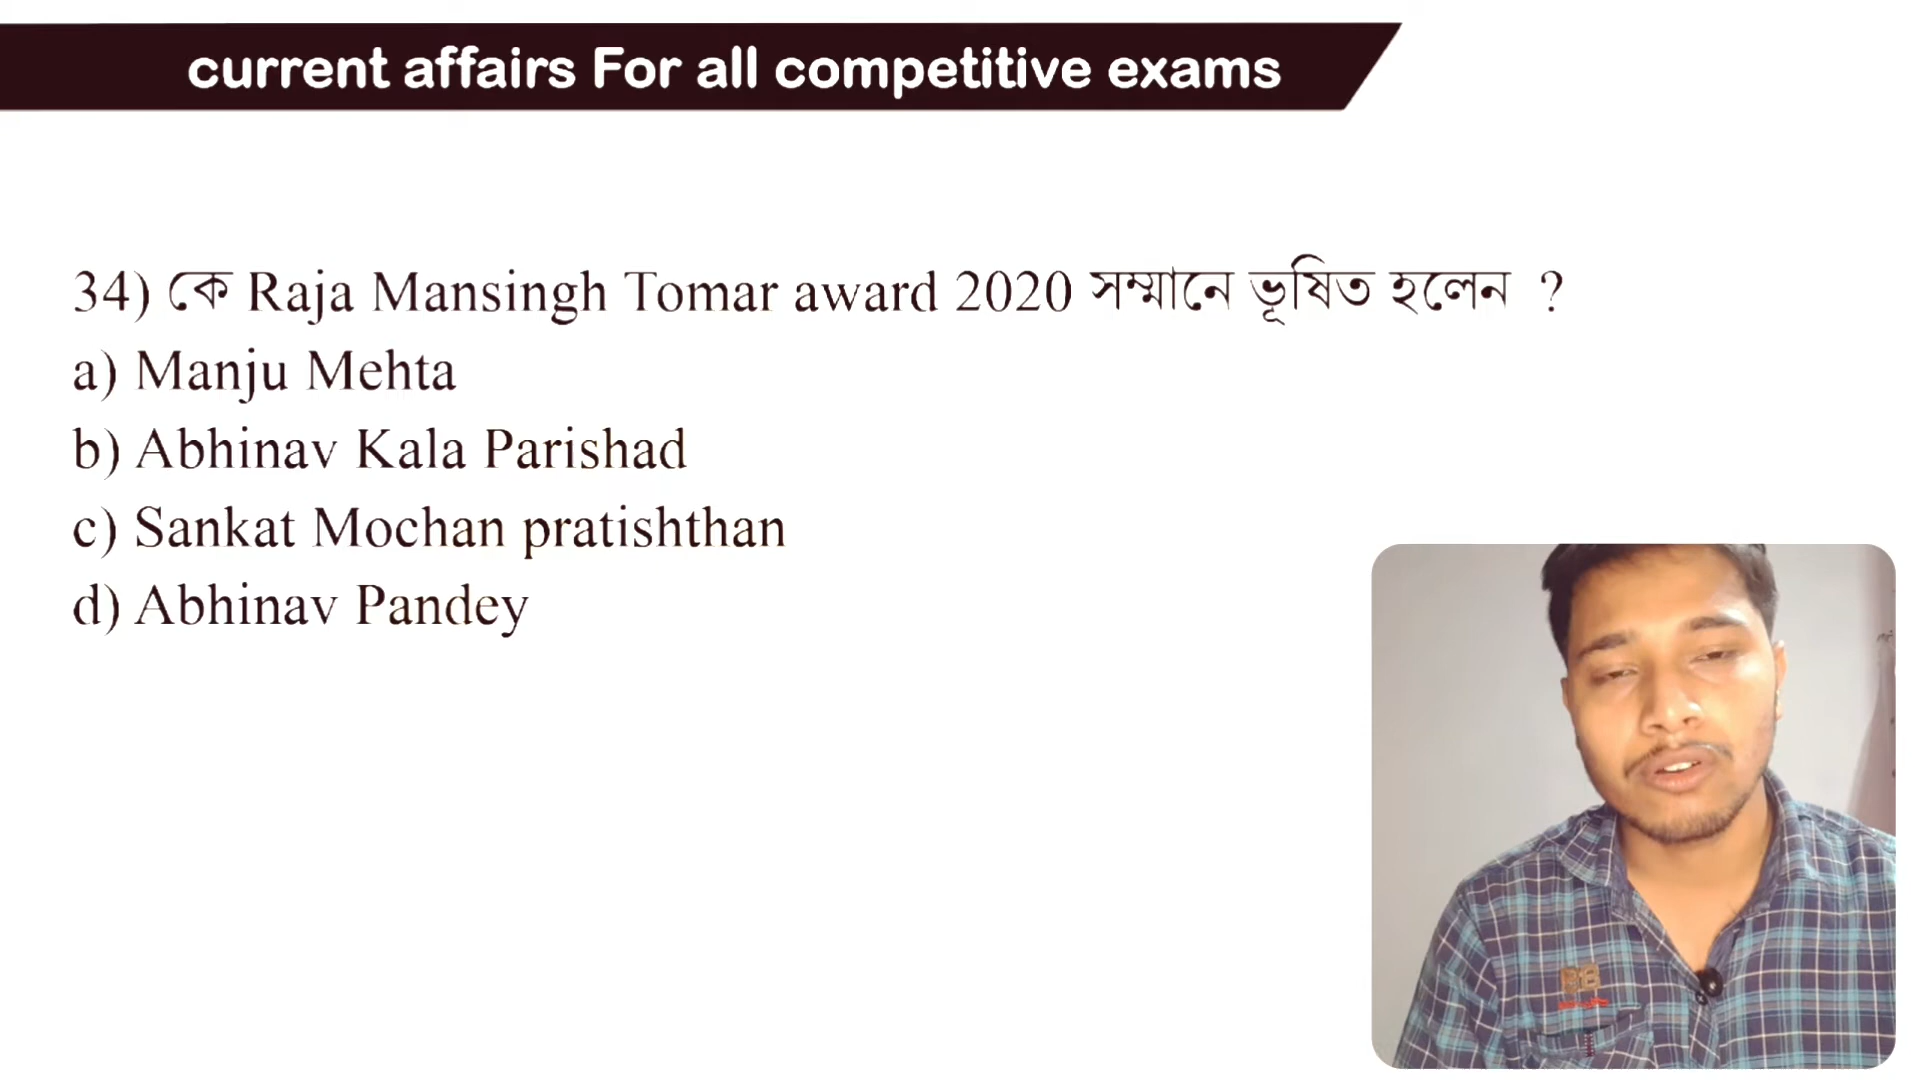 current affairs For all competitive exams
34) কে Raja Mansingh Tomar award 2020 সম্মানে ভূষিত হলেন ?
a) Manju Mehta
b) Abhinav Kala Parishad
c) Sankat Mochan pratishthan
d) Abhinav Pandey